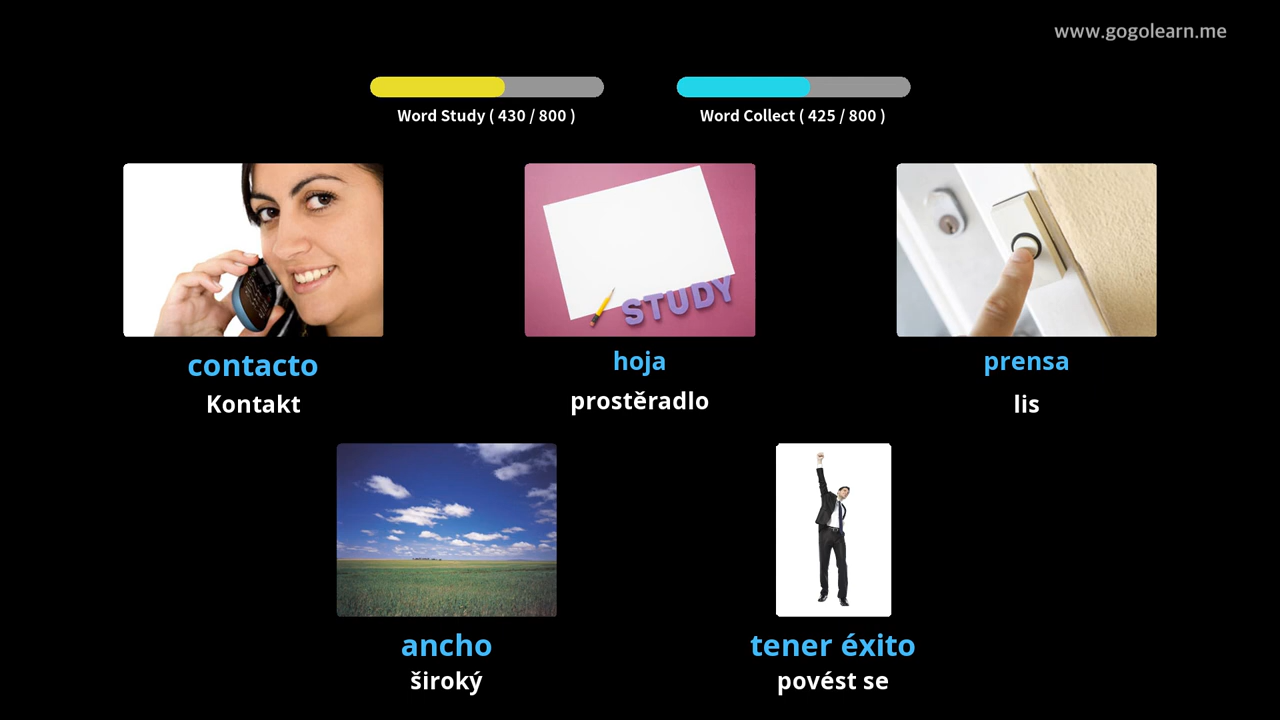 www.gogolearn.me
Word Study ( 430 / 800 )
Word Collect ( 425 / 800 )
STUDY
contacto
Kontakt
hoja
prostěradlo
prensa
lis
ancho
široký
tener éxito
povést se